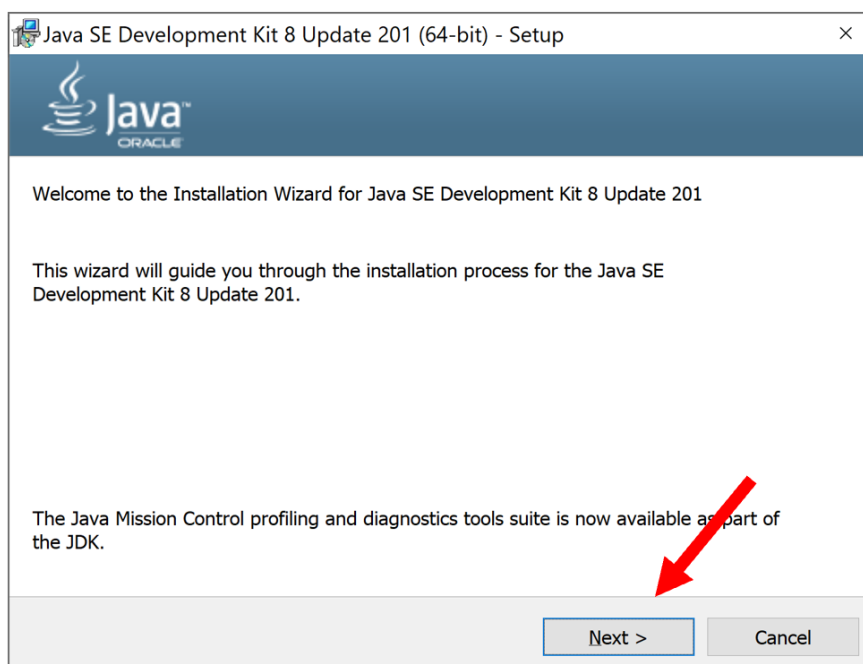 Java SE Development Kit 8 Update 201 (64-bit) - Setup
Java™
ORACLE
Welcome to the Installation Wizard for Java SE Development Kit 8 Update 201
This wizard will guide you through the installation process for the Java SE
Development Kit 8 Update 201.
The Java Mission Control profiling and diagnostics tools suite is now available as part of
the JDK.
Next >
Cancel